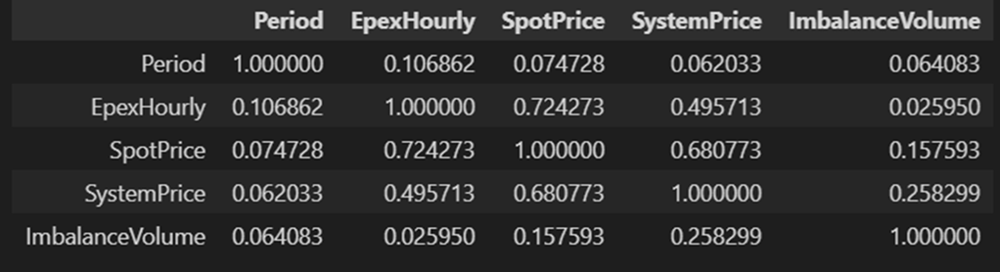 Period EpexHourly SpotPrice SystemPrice ImbalanceVolume
Period 1.000000 0.106862 0.074728 0.062033 0.064083
EpexHourly 0.106862 1.000000 0.724273 0.495713 0.025950
SpotPrice 0.074728 0.724273 1.000000 0.680773 0.157593
SystemPrice 0.062033 0.495713 0.680773 1.000000 0.258299
ImbalanceVolume 0.064083 0.025950 0.157593 0.258299 1.000000